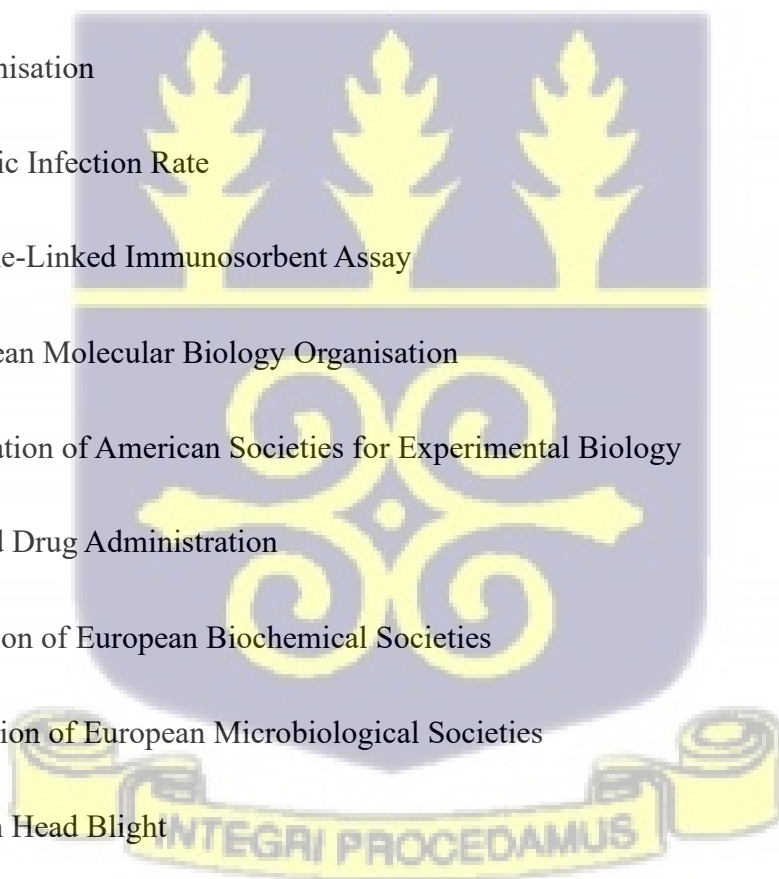 nisation
ic Infection Rate
e-Linked Immunosorbent Assay
ean Molecular Biology Organisation
ation of American Societies for Experimental Biology
d Drug Administration
ion of European Biochemical Societies
ion of European Microbiological Societies
n Head Blight
INTEGRI PROCEDAMUS